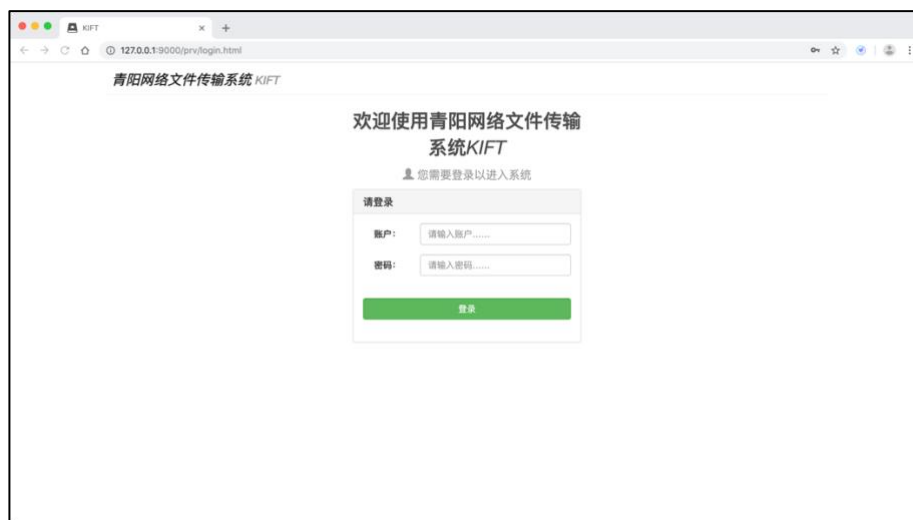 KIFT
127.0.0.1:9000/prv/login.html
青阳网络文件传输系统 KIFT
欢迎使用青阳网络文件传输
系统KIFT
您需要登录以进入系统
请登录
账户：
请输入账户......
密码：
请输入密码......
登录